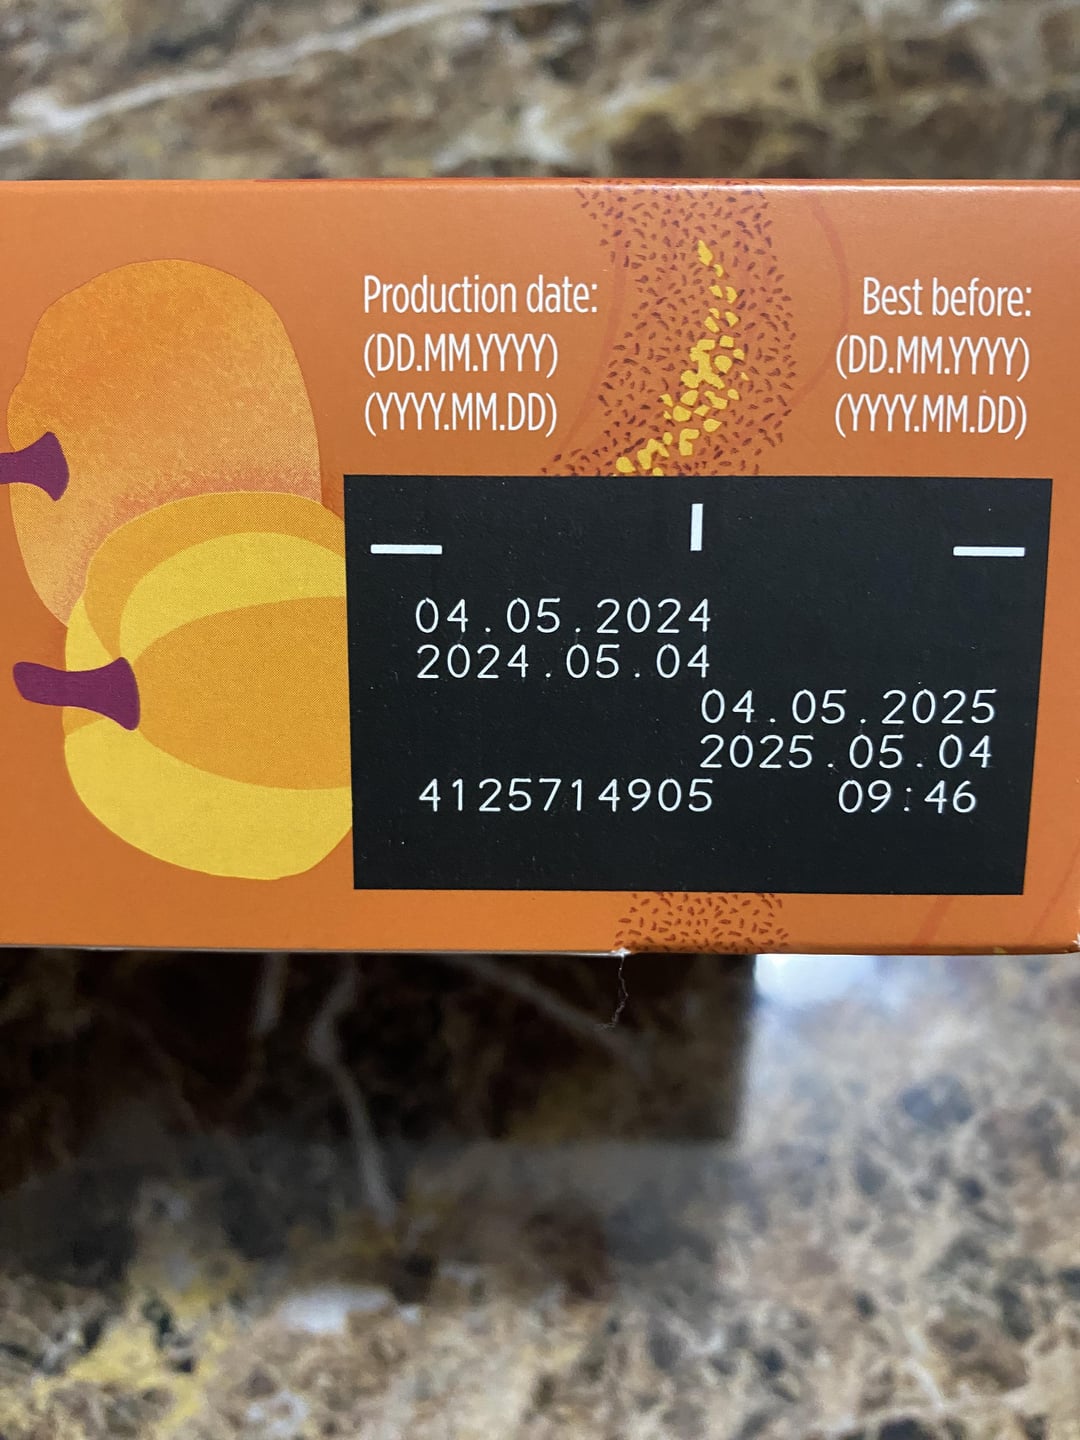 Production date:
(DD.MM.YYYY)
(YYYY.MM.DD)
Best before:
(DD.MM.YYYY)
(YYYY.MM.DD)
04.05.2024
2024.05.04
04.05.2025
2025.05.04
4125714905 09:46